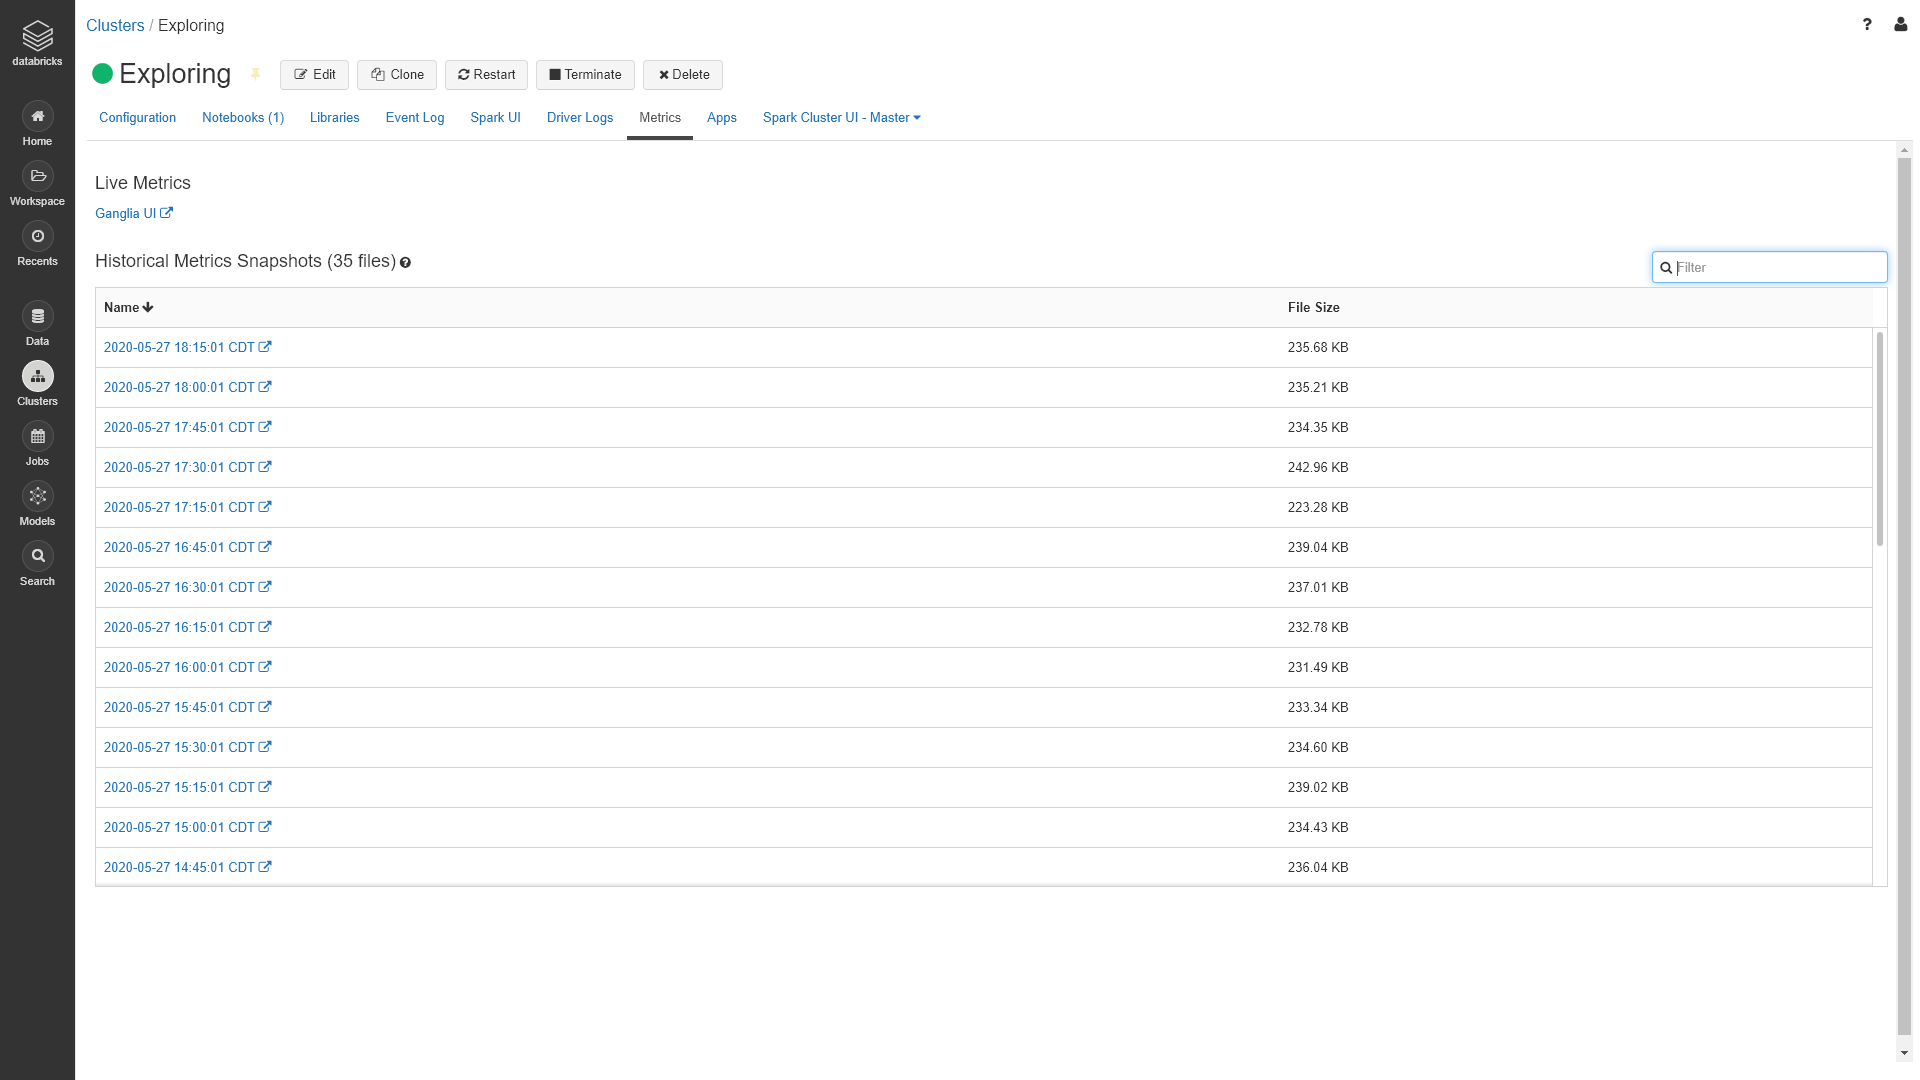 databricks
Home
Workspace
Recents
Data
Clusters
Jobs
Models
Search
Clusters / Exploring
?
Exploring Edit Clone Restart Terminate Delete
Configuration Notebooks (1) Libraries Event Log Spark UI Driver Logs Metrics Apps Spark Cluster UI - Master
Live Metrics
Ganglia UI
Historical Metrics Snapshots (35 files) ?
Filter
Name File Size
2020-05-27 18:15:01 CDT 235.68 KB
2020-05-27 18:00:01 CDT 235.21 KB
2020-05-27 17:45:01 CDT 234.35 KB
2020-05-27 17:30:01 CDT 242.96 KB
2020-05-27 17:15:01 CDT 223.28 KB
2020-05-27 16:45:01 CDT 239.04 KB
2020-05-27 16:30:01 CDT 237.01 KB
2020-05-27 16:15:01 CDT 232.78 KB
2020-05-27 16:00:01 CDT 231.49 KB
2020-05-27 15:45:01 CDT 233.34 KB
2020-05-27 15:30:01 CDT 234.60 KB
2020-05-27 15:15:01 CDT 239.02 KB
2020-05-27 15:00:01 CDT 234.43 KB
2020-05-27 14:45:01 CDT 236.04 KB